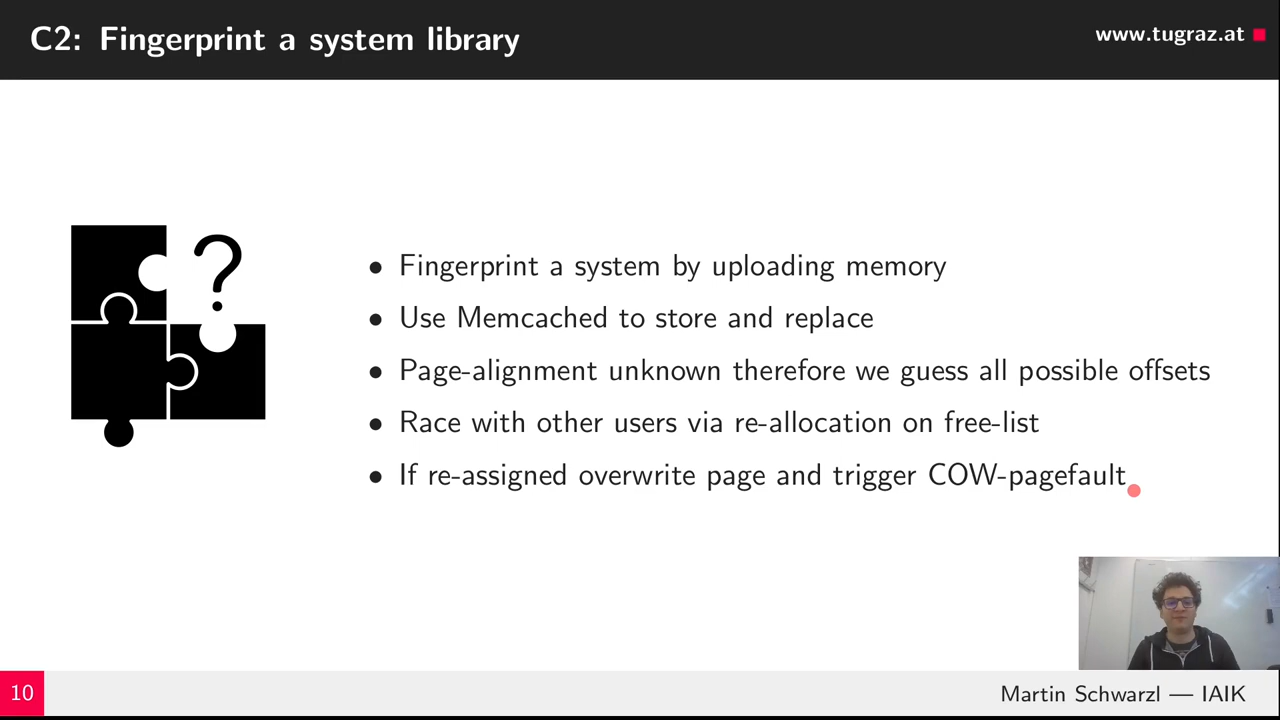 C2: Fingerprint a system library
www.tugraz.at
?
• Fingerprint a system by uploading memory
• Use Memcached to store and replace
• Page-alignment unknown therefore we guess all possible offsets
• Race with other users via re-allocation on free-list
• If re-assigned overwrite page and trigger COW-pagefault
10
Martin Schwarzl — IAIK